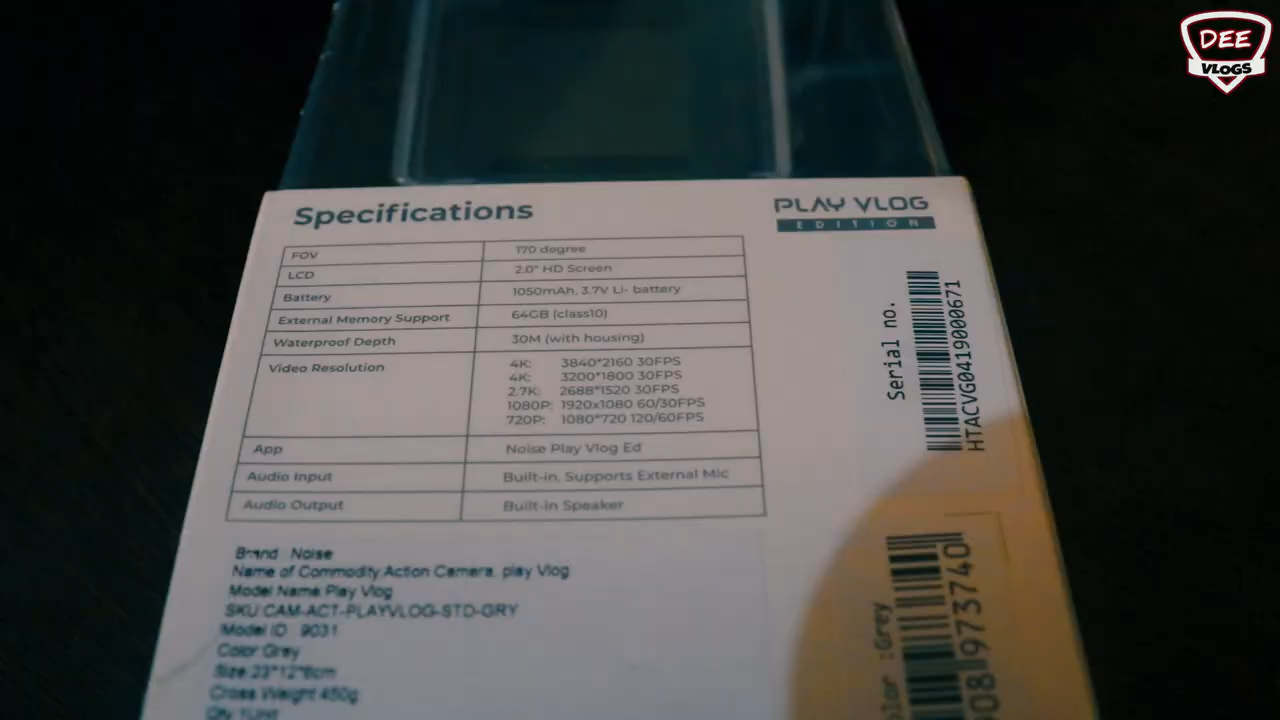 DEE
VLOGS
Specifications
PLAY VLOG
EDITION
FOV 170 degree
LCD 2.0" HD Screen
Battery 1050mAh, 3.7V Li- battery
External Memory Support 64GB (class10)
Waterproof Depth 30M (with housing)
Video Resolution 4K: 3840*2160 30FPS
4K: 3200*1800 30FPS
2.7K: 2688*1520 30FPS
1080P: 1920x1080 60/30FPS
720P: 1080*720 120/60FPS
App Noise Play Vlog Ed
Audio Input Built-in, Supports External Mic
Audio Output Built-in Speaker
Serial no.
HTACVG0419000671
Brand Noise
Name of Commodity:Action Camera, play Vlog
Model Name:Play Vlog
SKU:CAM-ACT-PLAYVLOG-STD-GRY
Model ID 9031
Color Grey
Size:23*12*6cm
Gross Weight 450g
:Grey
973740